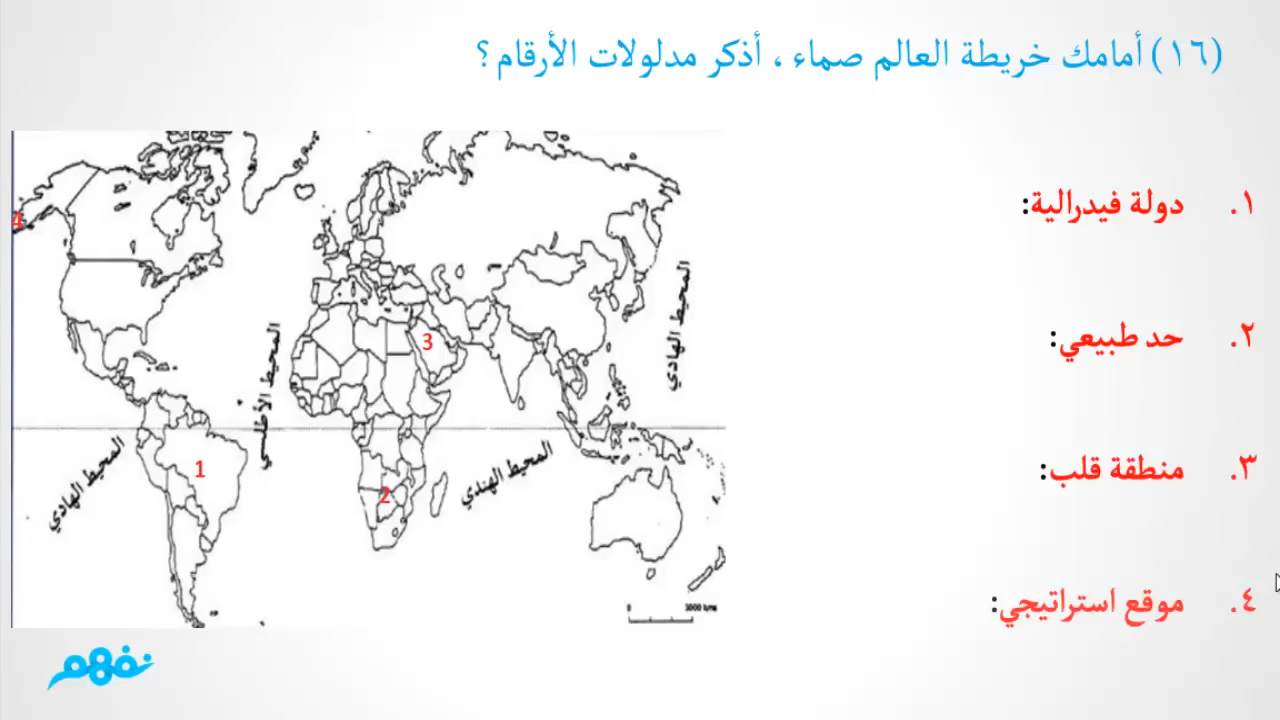 (١٦) أمامك خريطة العالم صماء ، أذكر مدلولات الأرقام ؟
١. دولة فيدرالية:
٢. حد طبيعي:
٣. منطقة قلب:
٤. موقع استراتيجي:
4
المحيط الهادي
3
المحيط الأطلسي
1
2
المحيط الهندي
المحيط الهادي
0
نفهم